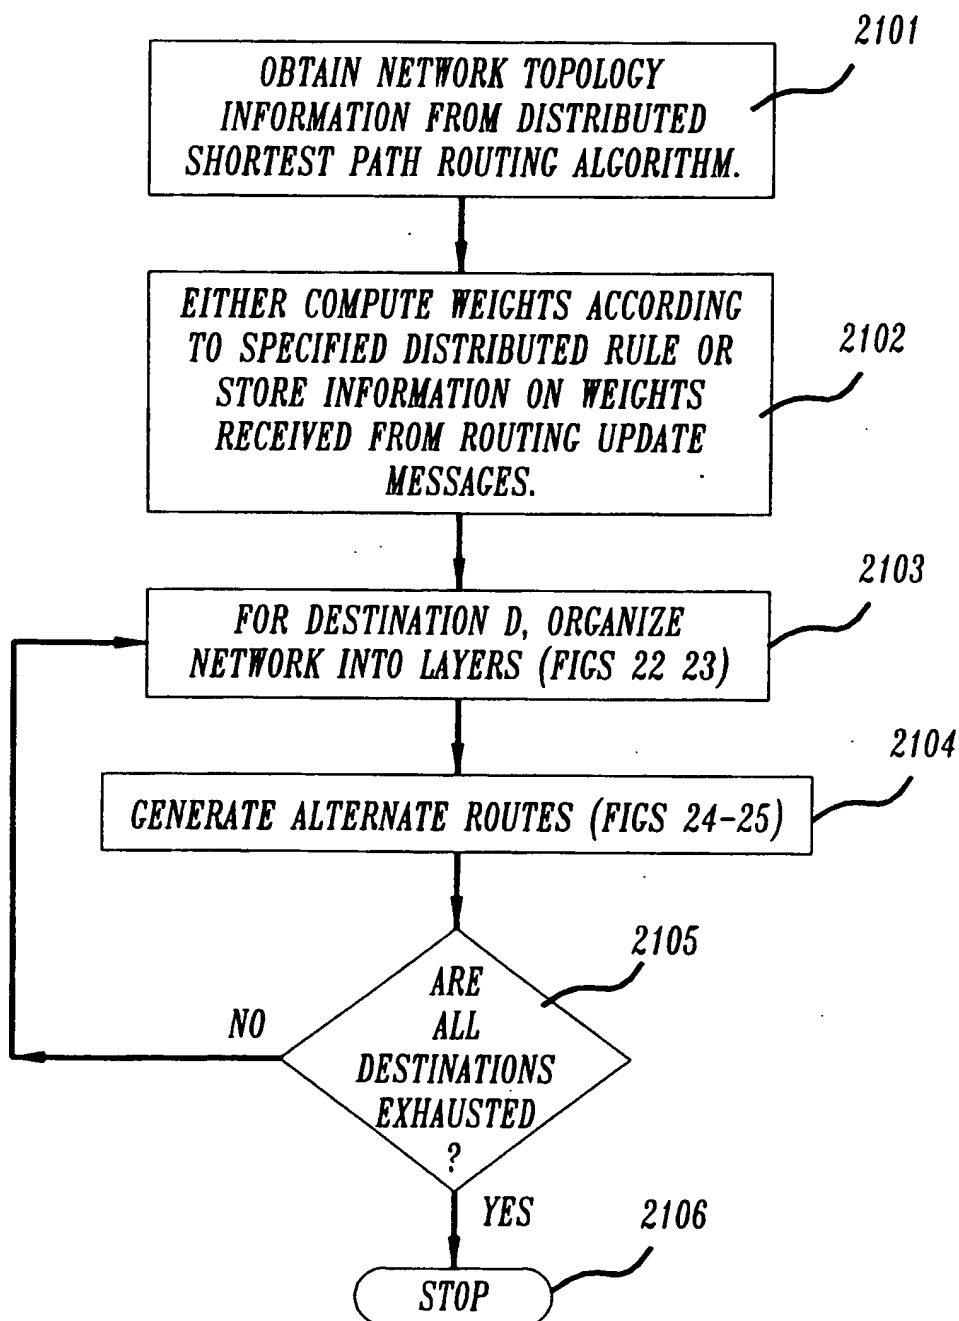 2101
OBTAIN NETWORK TOPOLOGY
INFORMATION FROM DISTRIBUTED
SHORTEST PATH ROUTING ALGORITHM.
EITHER COMPUTE WEIGHTS ACCORDING
TO SPECIFIED DISTRIBUTED RULE OR
STORE INFORMATION ON WEIGHTS
RECEIVED FROM ROUTING UPDATE
MESSAGES.
2102
2103
FOR DESTINATION D, ORGANIZE
NETWORK INTO LAYERS (FIGS 22 23)
2104
GENERATE ALTERNATE ROUTES (FIGS 24-25)
2105
ARE
ALL
DESTINATIONS
EXHAUSTED
?
NO
YES
2106
STOP